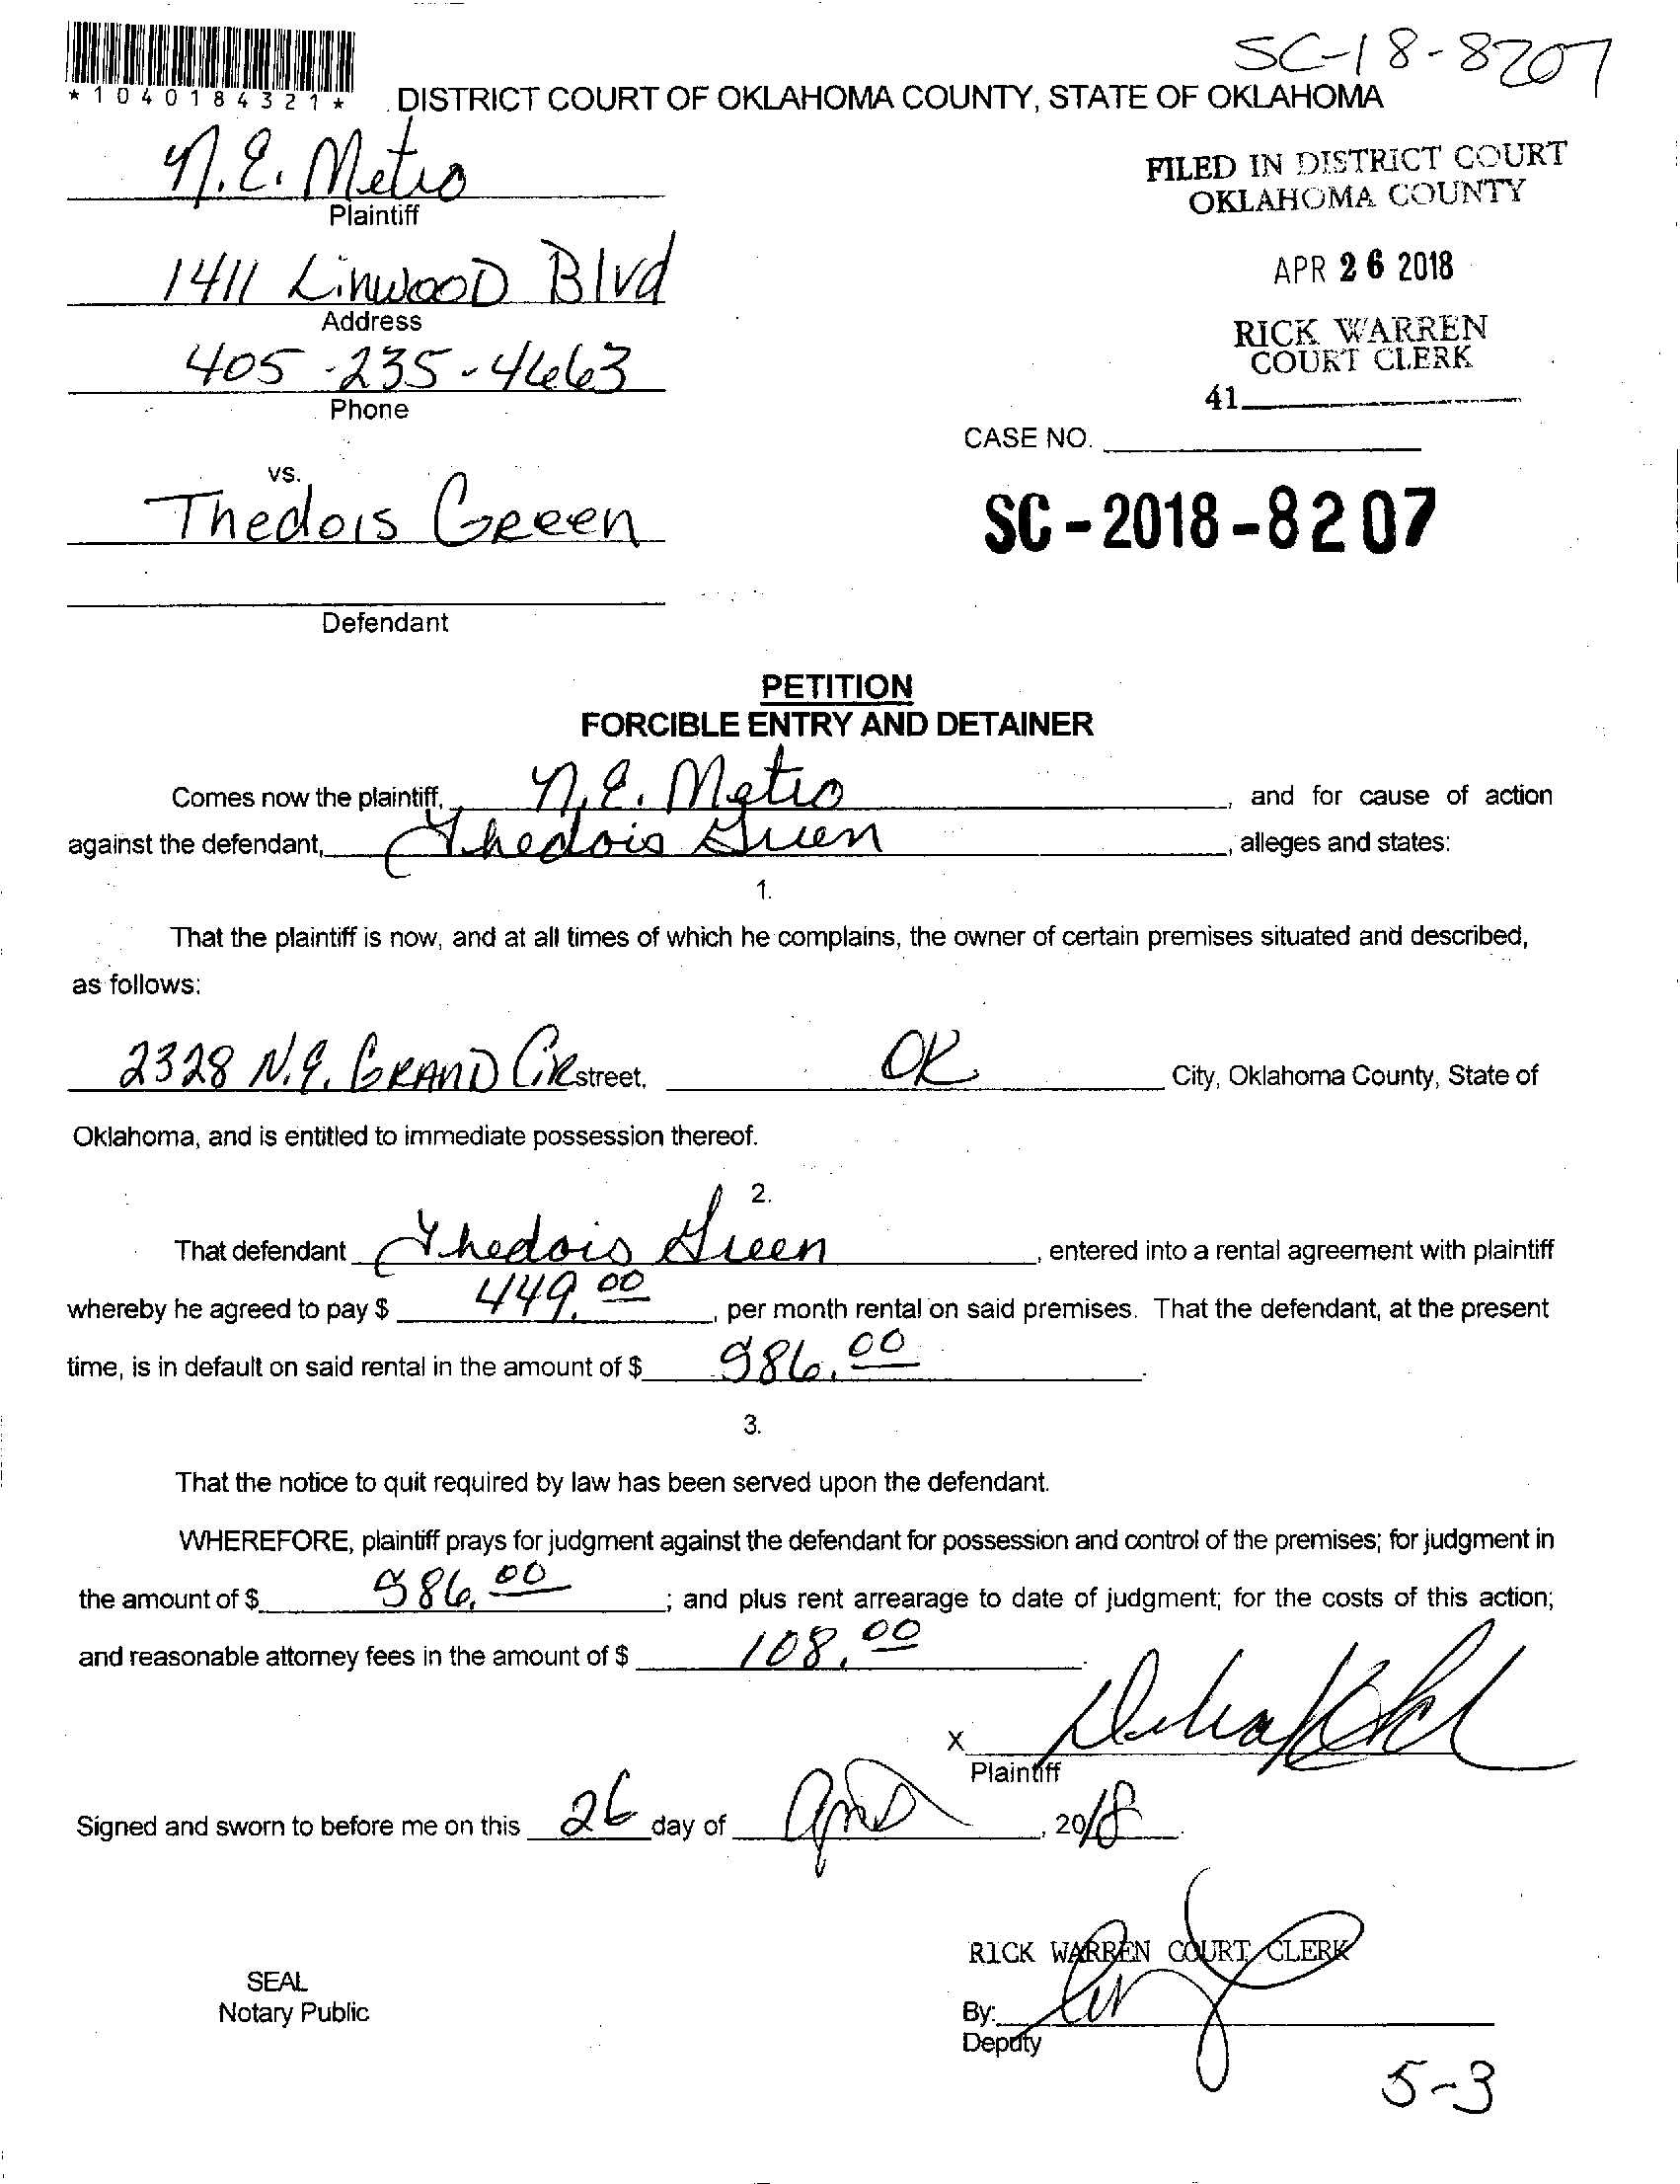 SC-18-8207
*1040184321*
DISTRICT COURT OF OKLAHOMA COUNTY, STATE OF OKLAHOMA
N.E. Metro
Plaintiff
FILED IN DISTRICT COURT
OKLAHOMA COUNTY
1411 LinwooD Blvd
Address
APR 26 2018
405-235-4663
Phone
RICK WARREN
COURT CLERK
41
CASE NO.
vs.
Thedois Green
SC-2018-8207
Defendant
PETITION
FORCIBLE ENTRY AND DETAINER
Comes now the plaintiff, N.E. Metro, and for cause of action
against the defendant, Thedois Green, alleges and states:
1.
That the plaintiff is now, and at all times of which he complains, the owner of certain premises situated and described,
as follows:
2328 N.E. GRAND CiR street, OK City, Oklahoma County, State of
Oklahoma, and is entitled to immediate possession thereof.
2.
That defendant Thedois Green, entered into a rental agreement with plaintiff
whereby he agreed to pay $ 449.00, per month rental on said premises. That the defendant, at the present
time, is in default on said rental in the amount of $ 986.00.
3.
That the notice to quit required by law has been served upon the defendant.
WHEREFORE, plaintiff prays for judgment against the defendant for possession and control of the premises; for judgment in
the amount of $ 986.00; and plus rent arrearage to date of judgment; for the costs of this action;
and reasonable attorney fees in the amount of $ 108.00.
X
Plaintiff
Signed and sworn to before me on this 26 day of April, 2018.
RICK WARREN COURT CLERK
SEAL
Notary Public
By:
Deputy
5-3